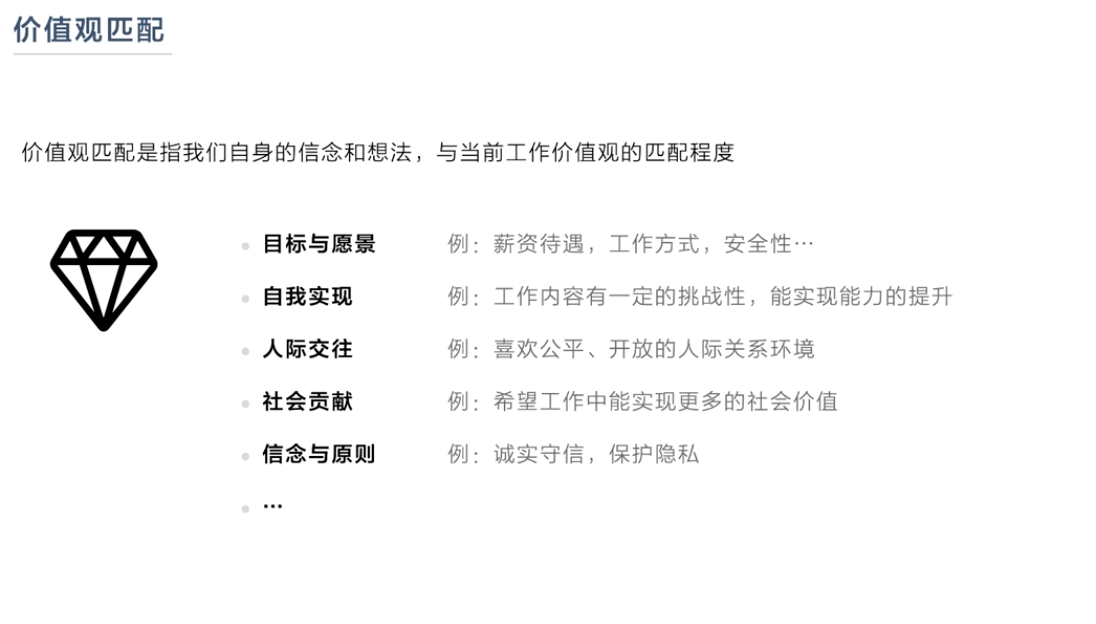 价值观匹配
价值观匹配是指我们自身的信念和想法，与当前工作价值观的匹配程度
目标与愿景 例：薪资待遇，工作方式，安全性…
自我实现 例：工作内容有一定的挑战性，能实现能力的提升
人际交往 例：喜欢公平、开放的人际关系环境
社会贡献 例：希望工作中能实现更多的社会价值
信念与原则 例：诚实守信，保护隐私
…